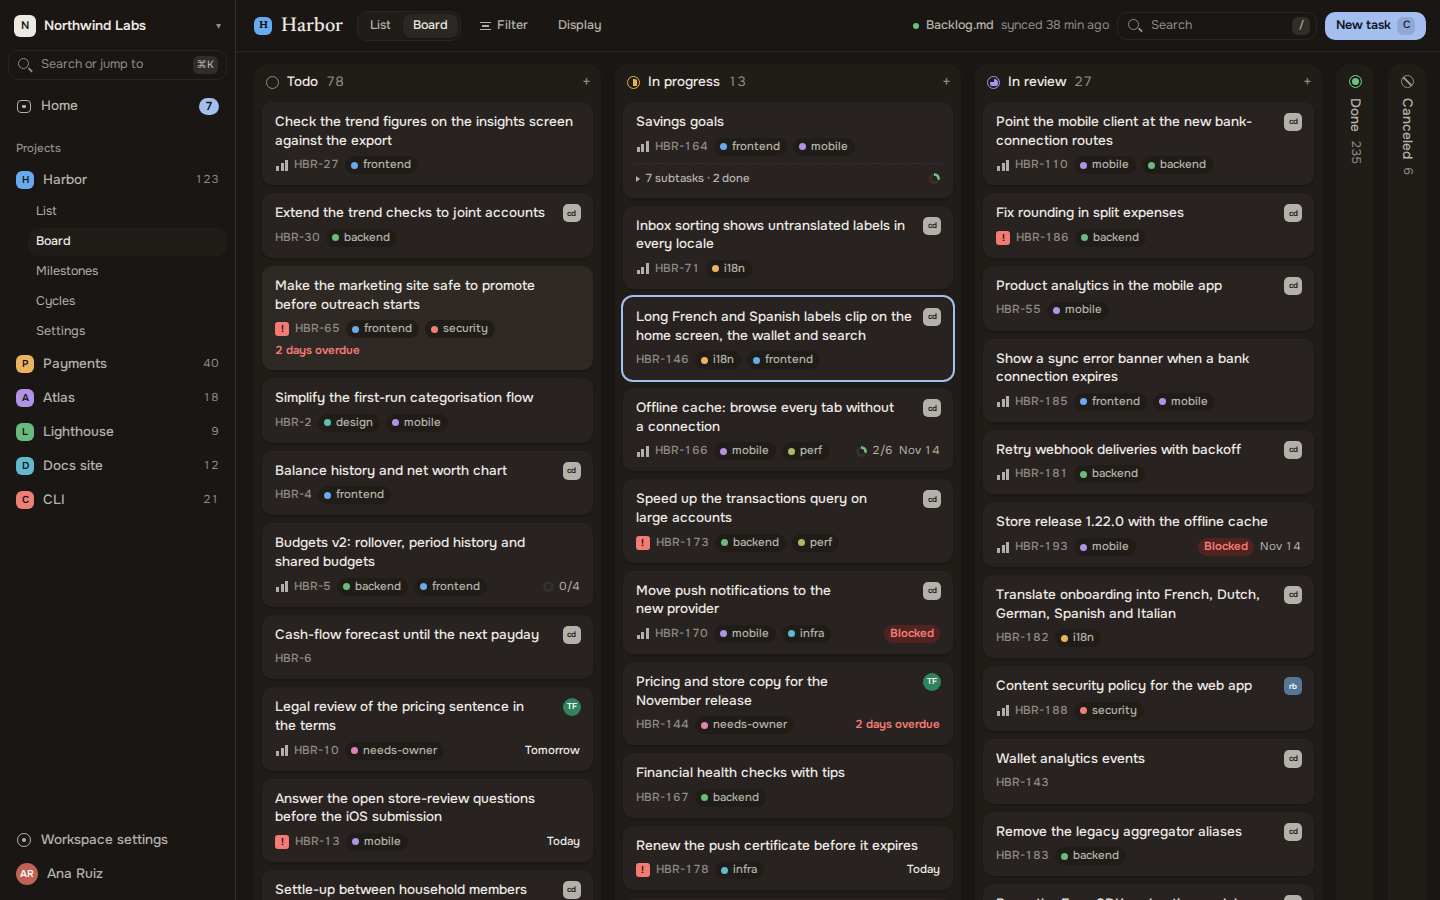 N Northwind Labs
Search or jump to ⌘K
Home 7
Projects
H Harbor 123
List
Board
Milestones
Cycles
Settings
P Payments 40
A Atlas 18
L Lighthouse 9
D Docs site 12
C CLI 21
Workspace settings
AR Ana Ruiz
H Harbor List Board Filter Display Backlog.md synced 38 min ago Search / New task C
Todo 78 +
Check the trend figures on the insights screen
against the export
HBR-27 frontend
Extend the trend checks to joint accounts cd
HBR-30 backend
Make the marketing site safe to promote
before outreach starts
! HBR-65 frontend security
2 days overdue
Simplify the first-run categorisation flow
HBR-2 design mobile
Balance history and net worth chart cd
HBR-4 frontend
Budgets v2: rollover, period history and
shared budgets
HBR-5 backend frontend 0/4
Cash-flow forecast until the next payday cd
HBR-6
Legal review of the pricing sentence in TF
the terms
HBR-10 needs-owner Tomorrow
Answer the open store-review questions
before the iOS submission
! HBR-13 mobile Today
Settle-up between household members cd
In progress 13 +
Savings goals
HBR-164 frontend mobile
7 subtasks · 2 done
Inbox sorting shows untranslated labels in cd
every locale
HBR-71 i18n
Long French and Spanish labels clip on the cd
home screen, the wallet and search
HBR-146 i18n frontend
Offline cache: browse every tab without cd
a connection
HBR-166 mobile perf 2/6 Nov 14
Speed up the transactions query on cd
large accounts
! HBR-173 backend perf
Move push notifications to the cd
new provider
HBR-170 mobile infra Blocked
Pricing and store copy for the TF
November release
HBR-144 needs-owner 2 days overdue
Financial health checks with tips
HBR-167 backend
Renew the push certificate before it expires
! HBR-178 infra Today
In review 27 +
Point the mobile client at the new bank- cd
connection routes
HBR-110 mobile backend
Fix rounding in split expenses cd
! HBR-186 backend
Product analytics in the mobile app cd
HBR-55 mobile
Show a sync error banner when a bank
connection expires
HBR-185 frontend mobile
Retry webhook deliveries with backoff cd
HBR-181 backend
Store release 1.22.0 with the offline cache
HBR-193 mobile Blocked Nov 14
Translate onboarding into French, Dutch, cd
German, Spanish and Italian
HBR-182 i18n
Content security policy for the web app rb
HBR-188 security
Wallet analytics events cd
HBR-143
Remove the legacy aggregator aliases cd
HBR-183 backend
Done 235
Canceled 6